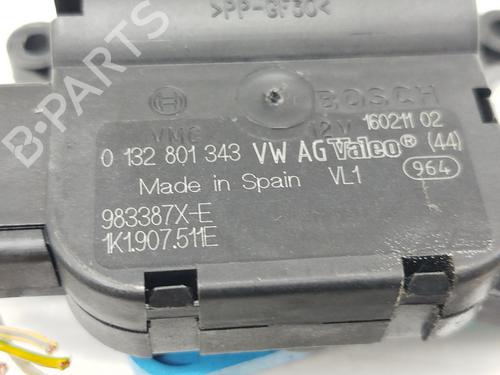 >PP-GF30<
BOSCH
VMC 12V 160211 02
0 132 801 343 VW AG Valeo® (44)
Made in Spain VL1 964
983387X-E
1K1.907.511E
B-PARTS